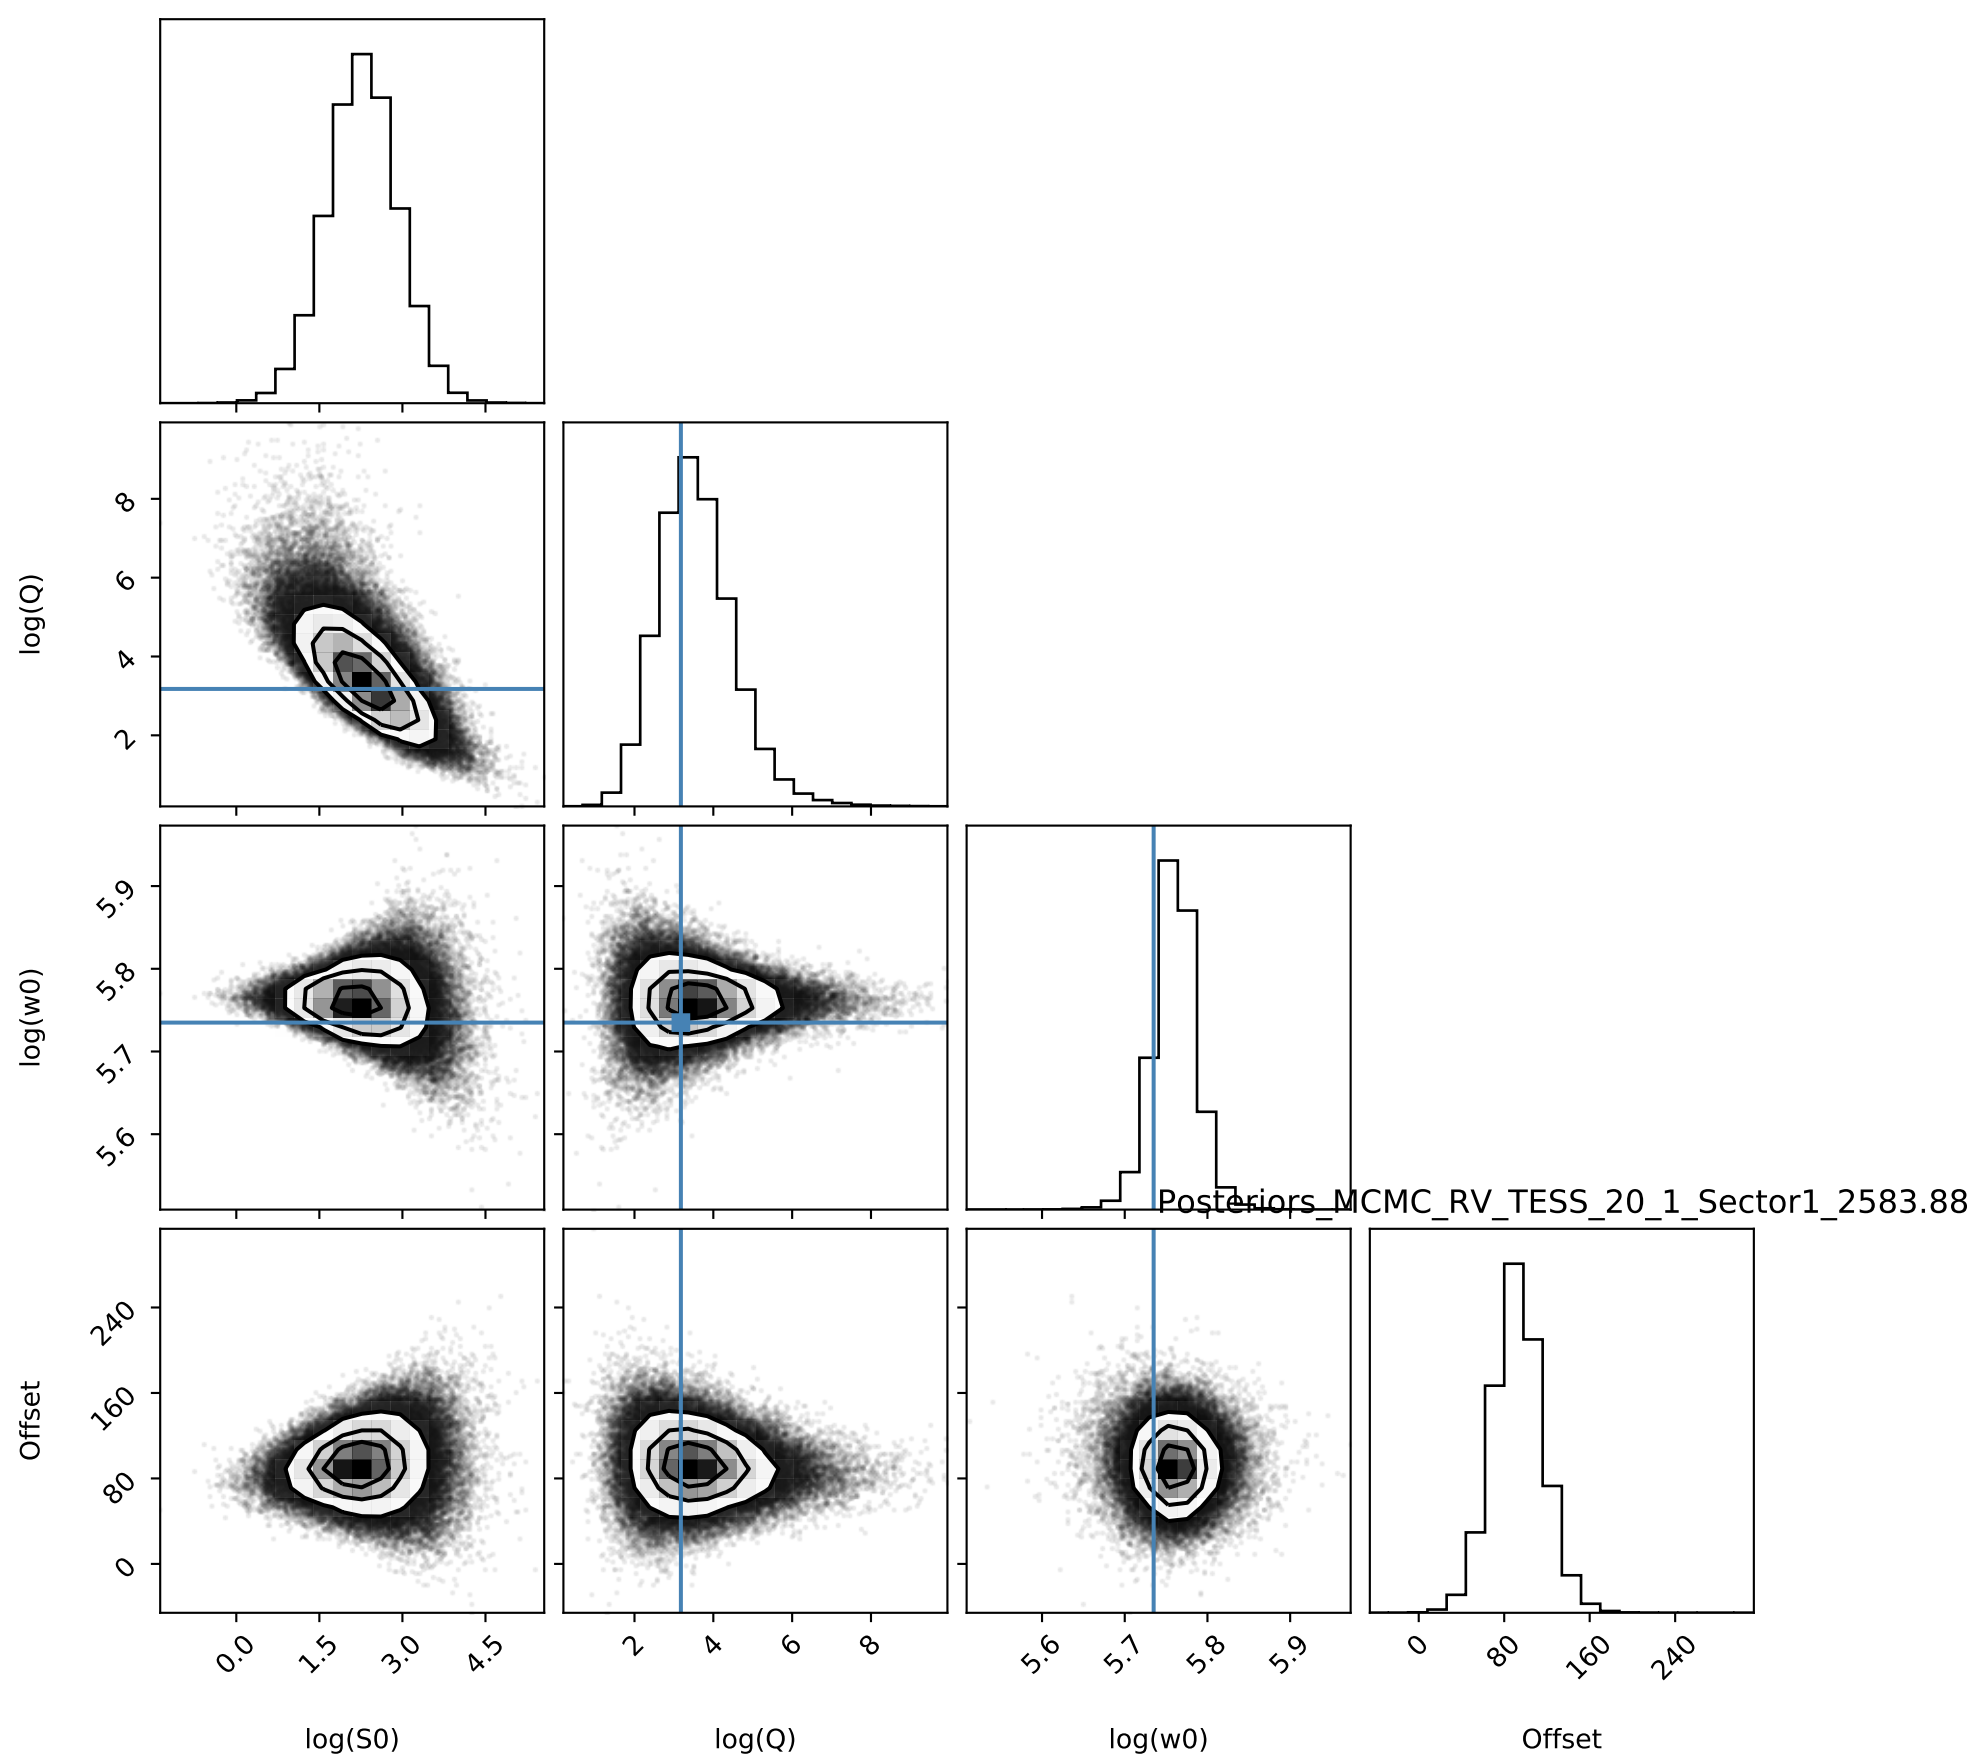 log(Q)
8
6
4
2
log(w0)
5.9
5.8
5.7
5.6
Posteriors_MCMC_RV_TESS_20_1_Sector1_2583.88
Offset
240
160
80
0
0.0 1.5 3.0 4.5
2 4 6 8
5.6 5.7 5.8 5.9
0 80 160 240
log(S0)
log(Q)
log(w0)
Offset